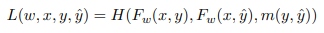 L(w, x, y, ŷ) = H(F_w(x, y), F_w(x, ŷ), m(y, ŷ))